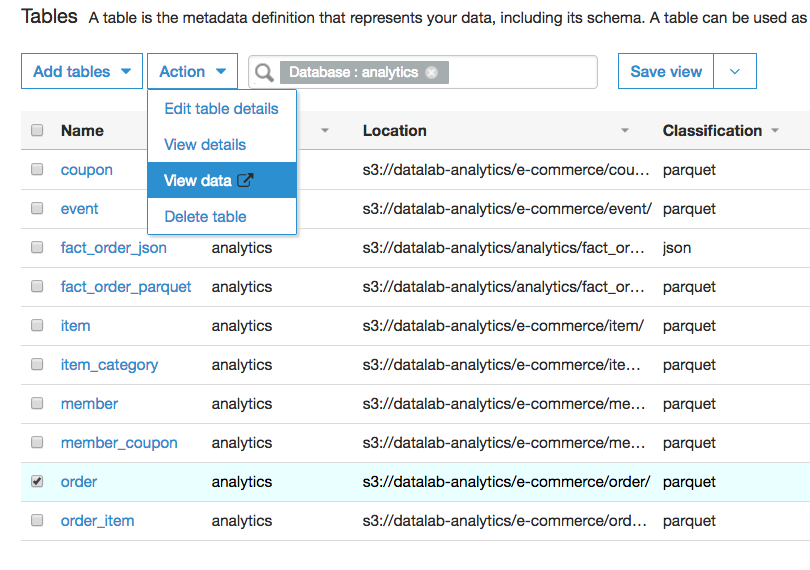 Tables A table is the metadata definition that represents your data, including its schema. A table can be used as
Add tables Action Database : analytics Save view
Edit table details
Name Location Classification
View details
coupon s3://datalab-analytics/e-commerce/cou… parquet
View data
event s3://datalab-analytics/e-commerce/event/ parquet
Delete table
fact_order_json analytics s3://datalab-analytics/analytics/fact_or… json
fact_order_parquet analytics s3://datalab-analytics/analytics/fact_or… parquet
item analytics s3://datalab-analytics/e-commerce/item/ parquet
item_category analytics s3://datalab-analytics/e-commerce/ite… parquet
member analytics s3://datalab-analytics/e-commerce/me… parquet
member_coupon analytics s3://datalab-analytics/e-commerce/me… parquet
order analytics s3://datalab-analytics/e-commerce/order/ parquet
order_item analytics s3://datalab-analytics/e-commerce/ord… parquet